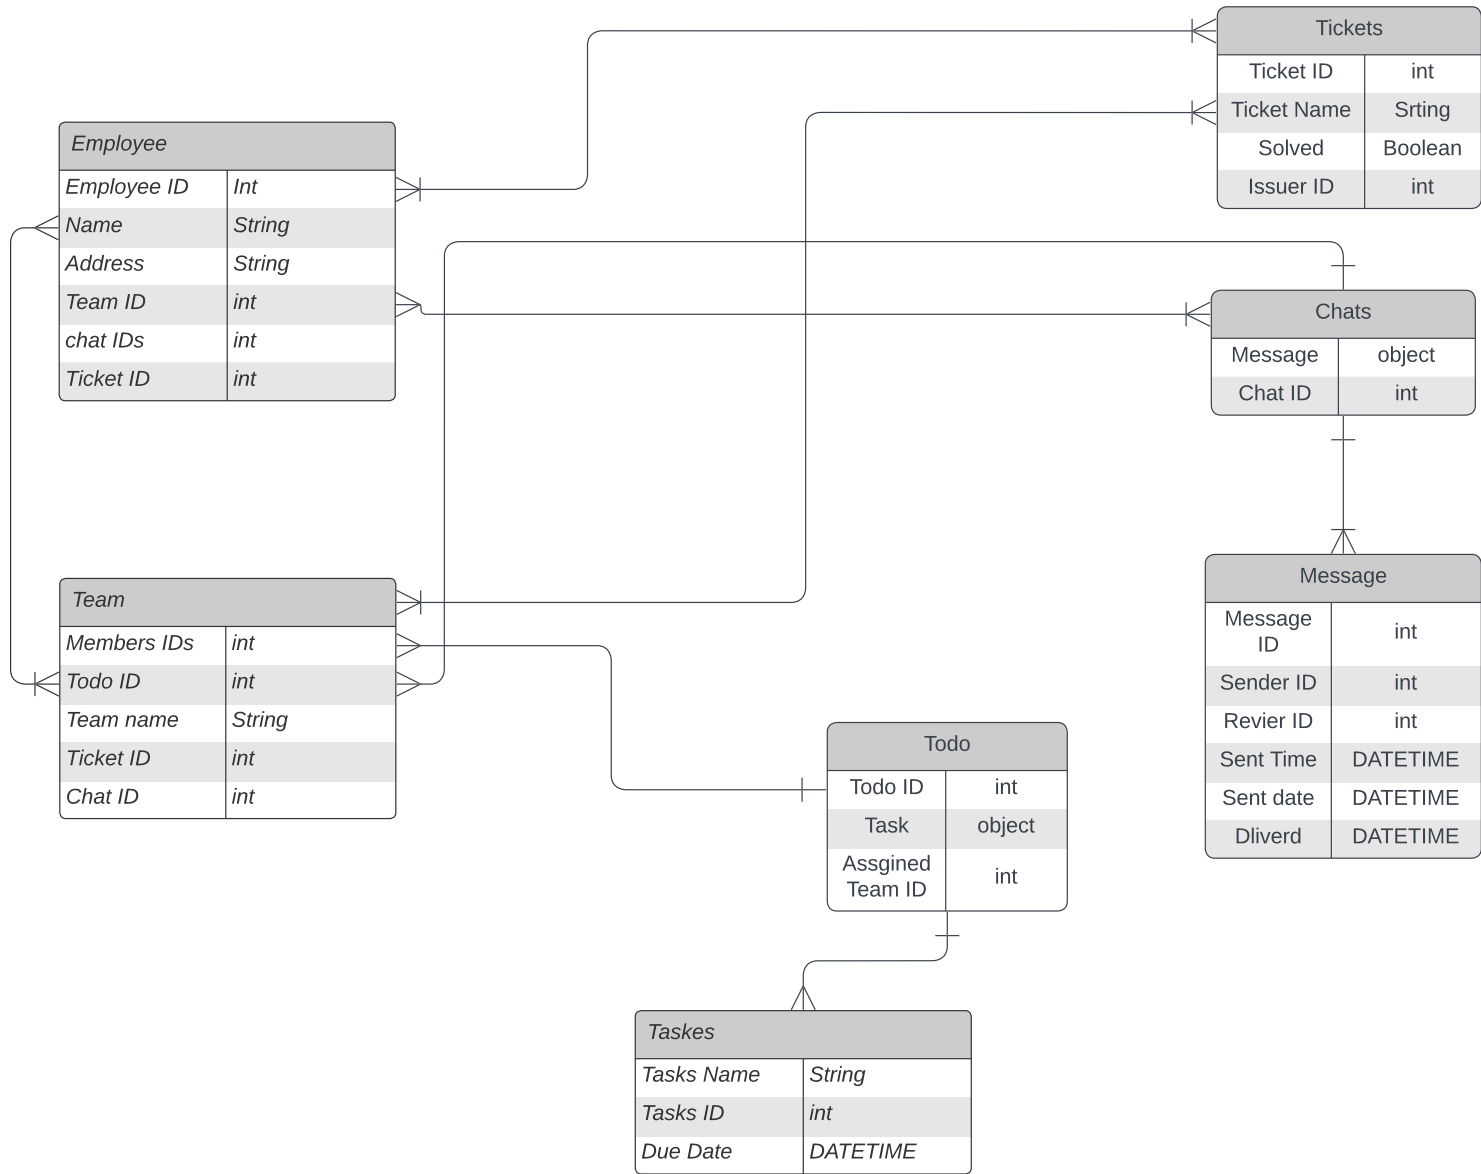 Tickets
Ticket ID int
Ticket Name Srting
Solved Boolean
Issuer ID int
Employee
Employee ID Int
Name String
Address String
Team ID int
chat IDs int
Ticket ID int
Chats
Message object
Chat ID int
Team
Members IDs int
Todo ID int
Team name String
Ticket ID int
Chat ID int
Message
Message
ID int
Sender ID int
Revier ID int
Sent Time DATETIME
Sent date DATETIME
Dliverd DATETIME
Todo
Todo ID int
Task object
Assgined
Team ID int
Taskes
Tasks Name String
Tasks ID int
Due Date DATETIME